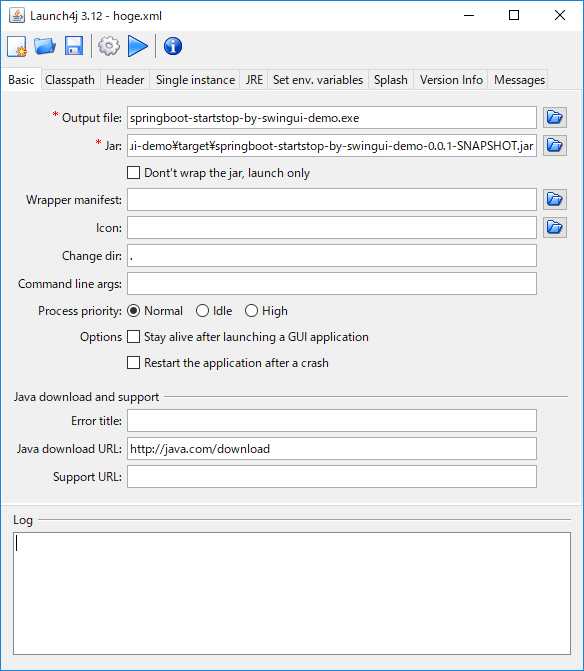 Launch4j 3.12 - hoge.xml
Basic Classpath Header Single instance JRE Set env. variables Splash Version Info Messages
* Output file: springboot-startstop-by-swingui-demo.exe
* Jar: ui-demo¥target¥springboot-startstop-by-swingui-demo-0.0.1-SNAPSHOT.jar
Dont't wrap the jar, launch only
Wrapper manifest:
Icon:
Change dir: .
Command line args:
Process priority: Normal Idle High
Options Stay alive after launching a GUI application
Restart the application after a crash
Java download and support
Error title:
Java download URL: http://java.com/download
Support URL:
Log